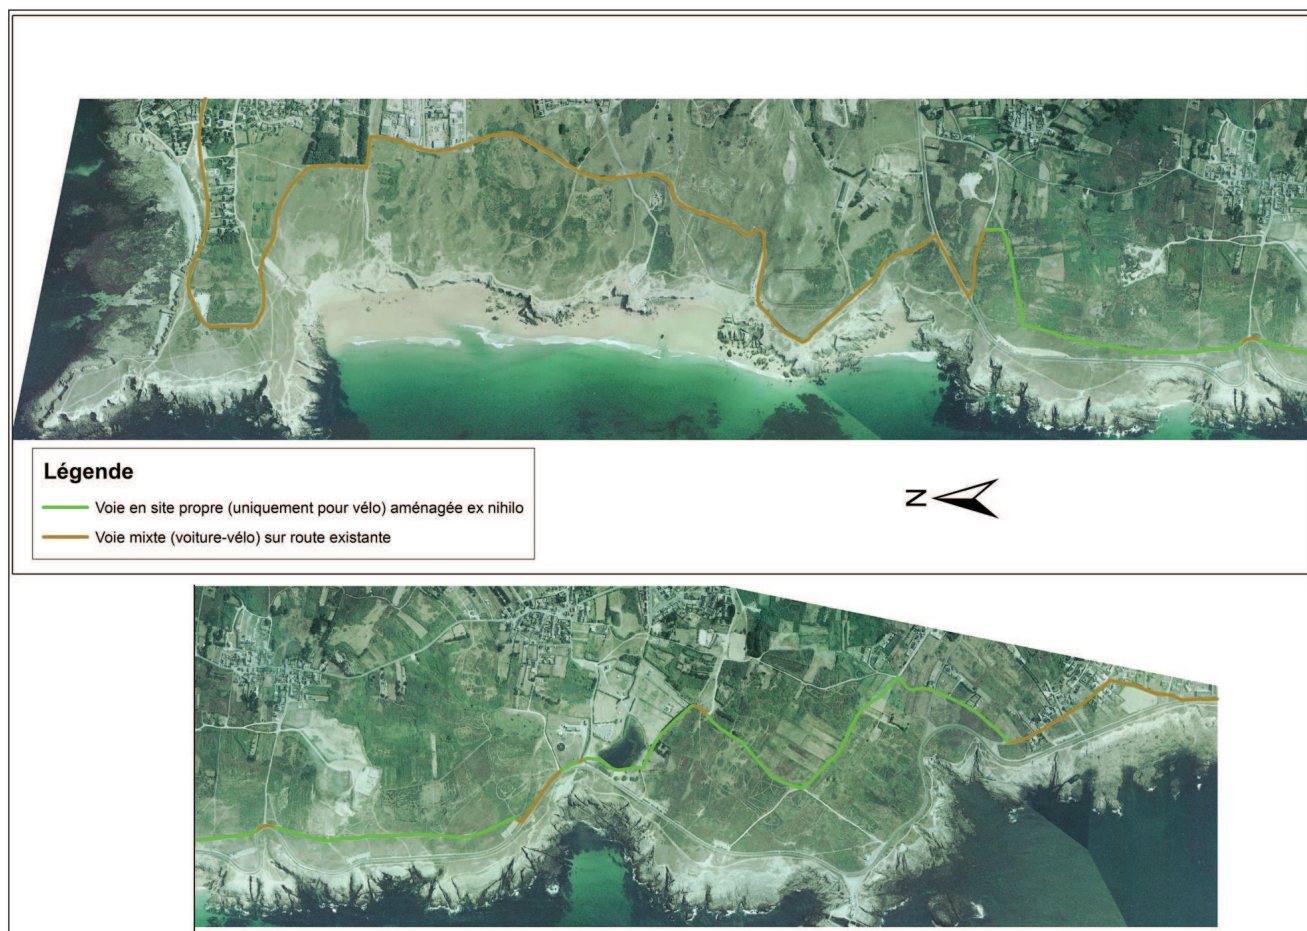 Légende
Voie en site propre (uniquement pour vélo) aménagée ex nihilo
Voie mixte (voiture-vélo) sur route existante
N